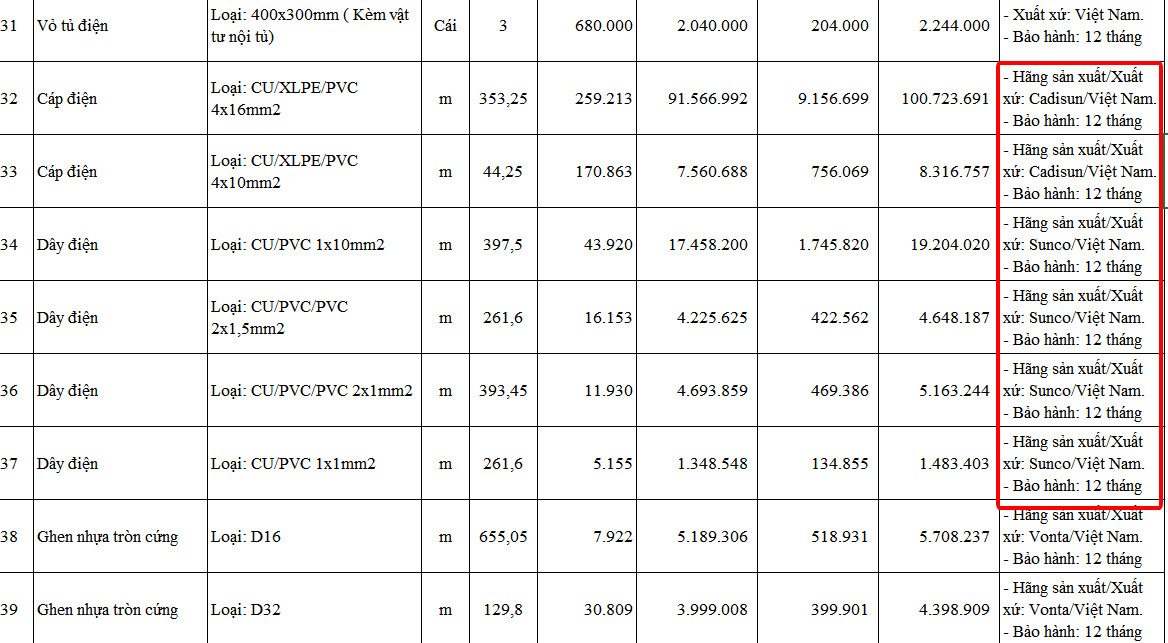 31 Vỏ tủ điện Loại: 400x300mm ( Kèm vật tư nội tủ) Cái 3 680.000 2.040.000 204.000 2.244.000 - Xuất xứ: Việt Nam.
- Bảo hành: 12 tháng
32 Cáp điện Loại: CU/XLPE/PVC 4x16mm2 m 353,25 259.213 91.566.992 9.156.699 100.723.691 - Hãng sản xuất/Xuất xứ: Cadisun/Việt Nam.
- Bảo hành: 12 tháng
33 Cáp điện Loại: CU/XLPE/PVC 4x10mm2 m 44,25 170.863 7.560.688 756.069 8.316.757 - Hãng sản xuất/Xuất xứ: Cadisun/Việt Nam.
- Bảo hành: 12 tháng
34 Dây điện Loại: CU/PVC 1x10mm2 m 397,5 43.920 17.458.200 1.745.820 19.204.020 - Hãng sản xuất/Xuất xứ: Sunco/Việt Nam.
- Bảo hành: 12 tháng
35 Dây điện Loại: CU/PVC/PVC 2x1,5mm2 m 261,6 16.153 4.225.625 422.562 4.648.187 - Hãng sản xuất/Xuất xứ: Sunco/Việt Nam.
- Bảo hành: 12 tháng
36 Dây điện Loại: CU/PVC/PVC 2x1mm2 m 393,45 11.930 4.693.859 469.386 5.163.244 - Hãng sản xuất/Xuất xứ: Sunco/Việt Nam.
- Bảo hành: 12 tháng
37 Dây điện Loại: CU/PVC 1x1mm2 m 261,6 5.155 1.348.548 134.855 1.483.403 - Hãng sản xuất/Xuất xứ: Sunco/Việt Nam.
- Bảo hành: 12 tháng
38 Ghen nhựa tròn cứng Loại: D16 m 655,05 7.922 5.189.306 518.931 5.708.237 - Hãng sản xuất/Xuất xứ: Vonta/Việt Nam.
- Bảo hành: 12 tháng
39 Ghen nhựa tròn cứng Loại: D32 m 129,8 30.809 3.999.008 399.901 4.398.909 - Hãng sản xuất/Xuất xứ: Vonta/Việt Nam.
- Bảo hành: 12 tháng